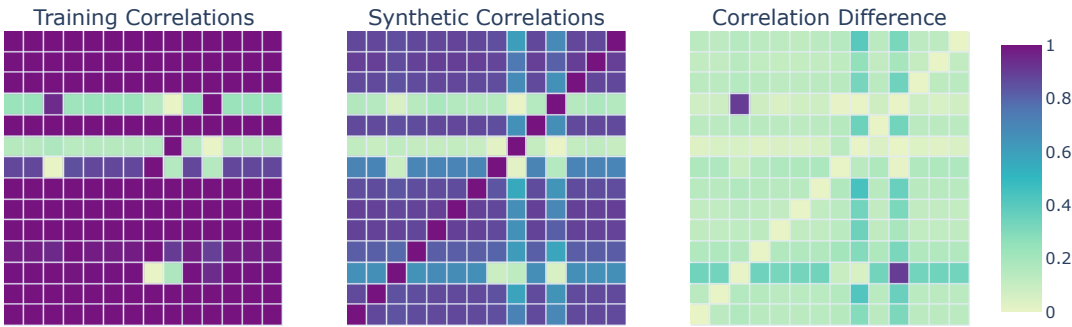 Training Correlations
Synthetic Correlations
Correlation Difference
1
0.8
0.6
0.4
0.2
0